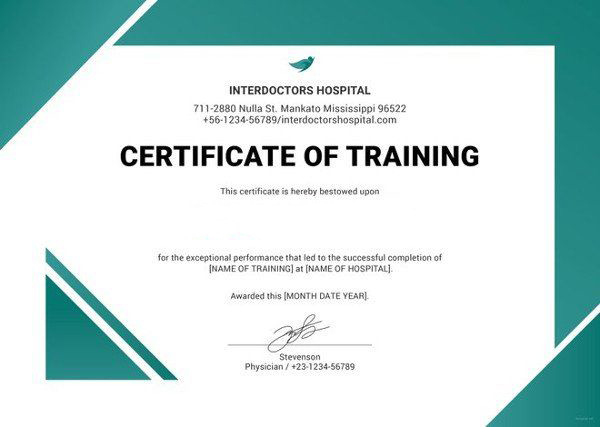 INTERDOCTORS HOSPITAL
711-2880 Nulla St. Mankato Mississippi 96522
+56-1234-56789/interdoctorshospital.com
CERTIFICATE OF TRAINING
This certificate is hereby bestowed upon
for the exceptional performance that led to the successful completion of
[NAME OF TRAINING] at [NAME OF HOSPITAL].
Awarded this [MONTH DATE YEAR].
Stevenson
Physician / +23-1234-56789